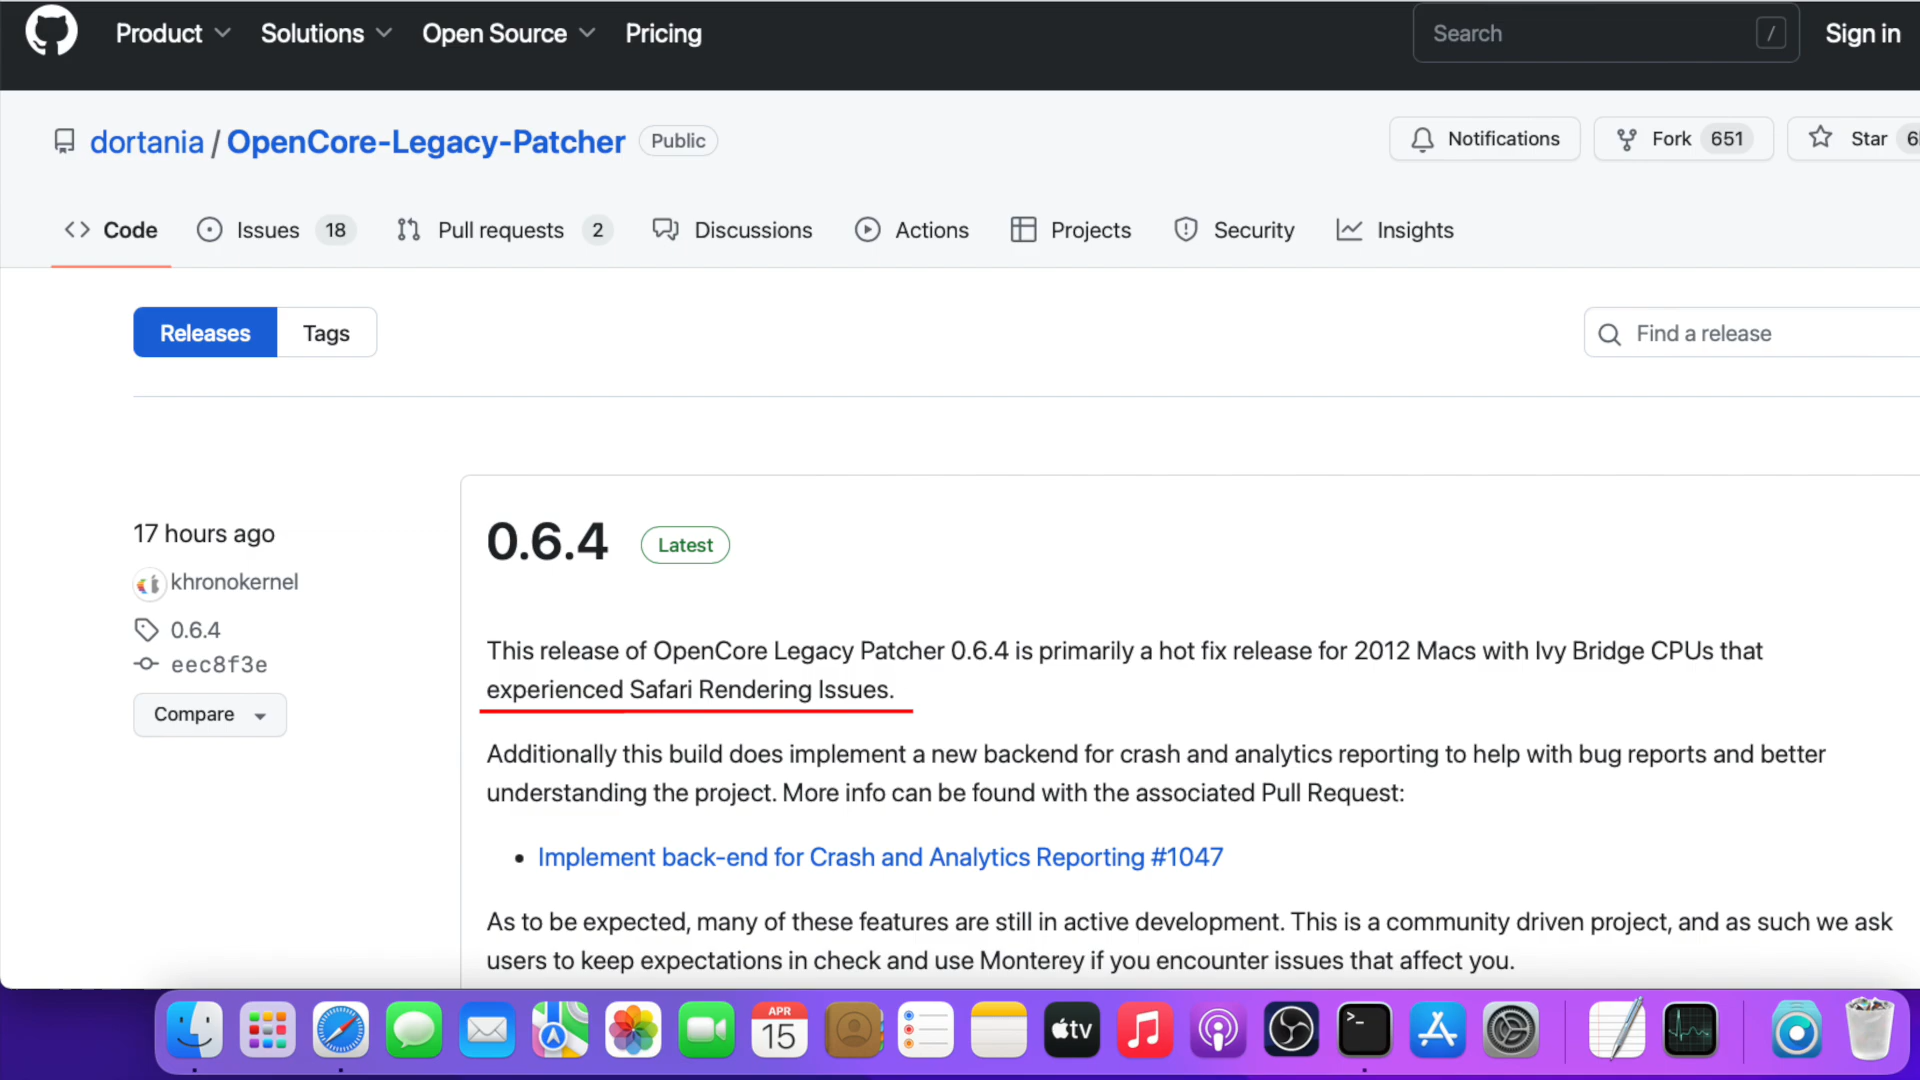 Product Solutions Open Source Pricing Search / Sign in
dortania / OpenCore-Legacy-Patcher Public Notifications Fork 651 Star
Code Issues 18 Pull requests 2 Discussions Actions Projects Security Insights
Releases Tags Find a release
17 hours ago
khronokernel
0.6.4
eec8f3e
Compare
0.6.4 Latest
This release of OpenCore Legacy Patcher 0.6.4 is primarily a hot fix release for 2012 Macs with Ivy Bridge CPUs that
experienced Safari Rendering Issues.
Additionally this build does implement a new backend for crash and analytics reporting to help with bug reports and better
understanding the project. More info can be found with the associated Pull Request:
• Implement back-end for Crash and Analytics Reporting #1047
As to be expected, many of these features are still in active development. This is a community driven project, and as such we ask
users to keep expectations in check and use Monterey if you encounter issues that affect you.
APR
15
tv